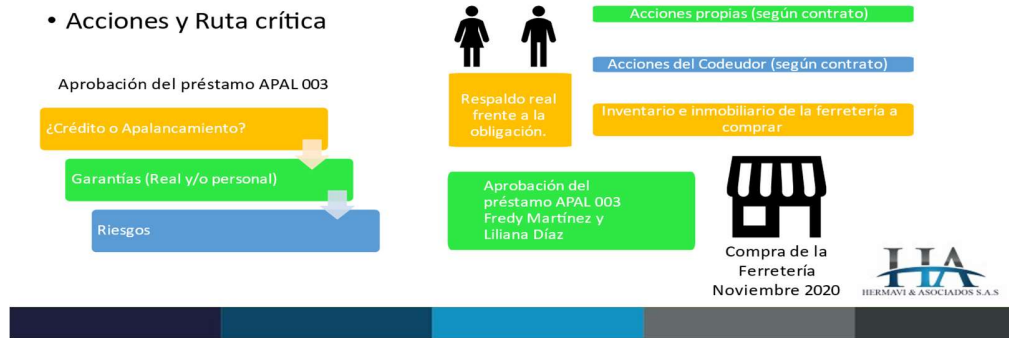 • Acciones y Ruta crítica
Aprobación del préstamo APAL 003
¿Crédito o Apalancamiento?
Garantías (Real y/o personal)
Riesgos
Respaldo real
frente a la
obligación.
Acciones propias (según contrato)
Acciones del Codeudor (según contrato)
Inventario e inmobiliario de la ferretería a
comprar
Aprobación del
préstamo APAL 003
Fredy Martínez y
Liliana Díaz
Compra de la
Ferretería
Noviembre 2020
HA
HERMAVI & ASOCIADOS S.A.S